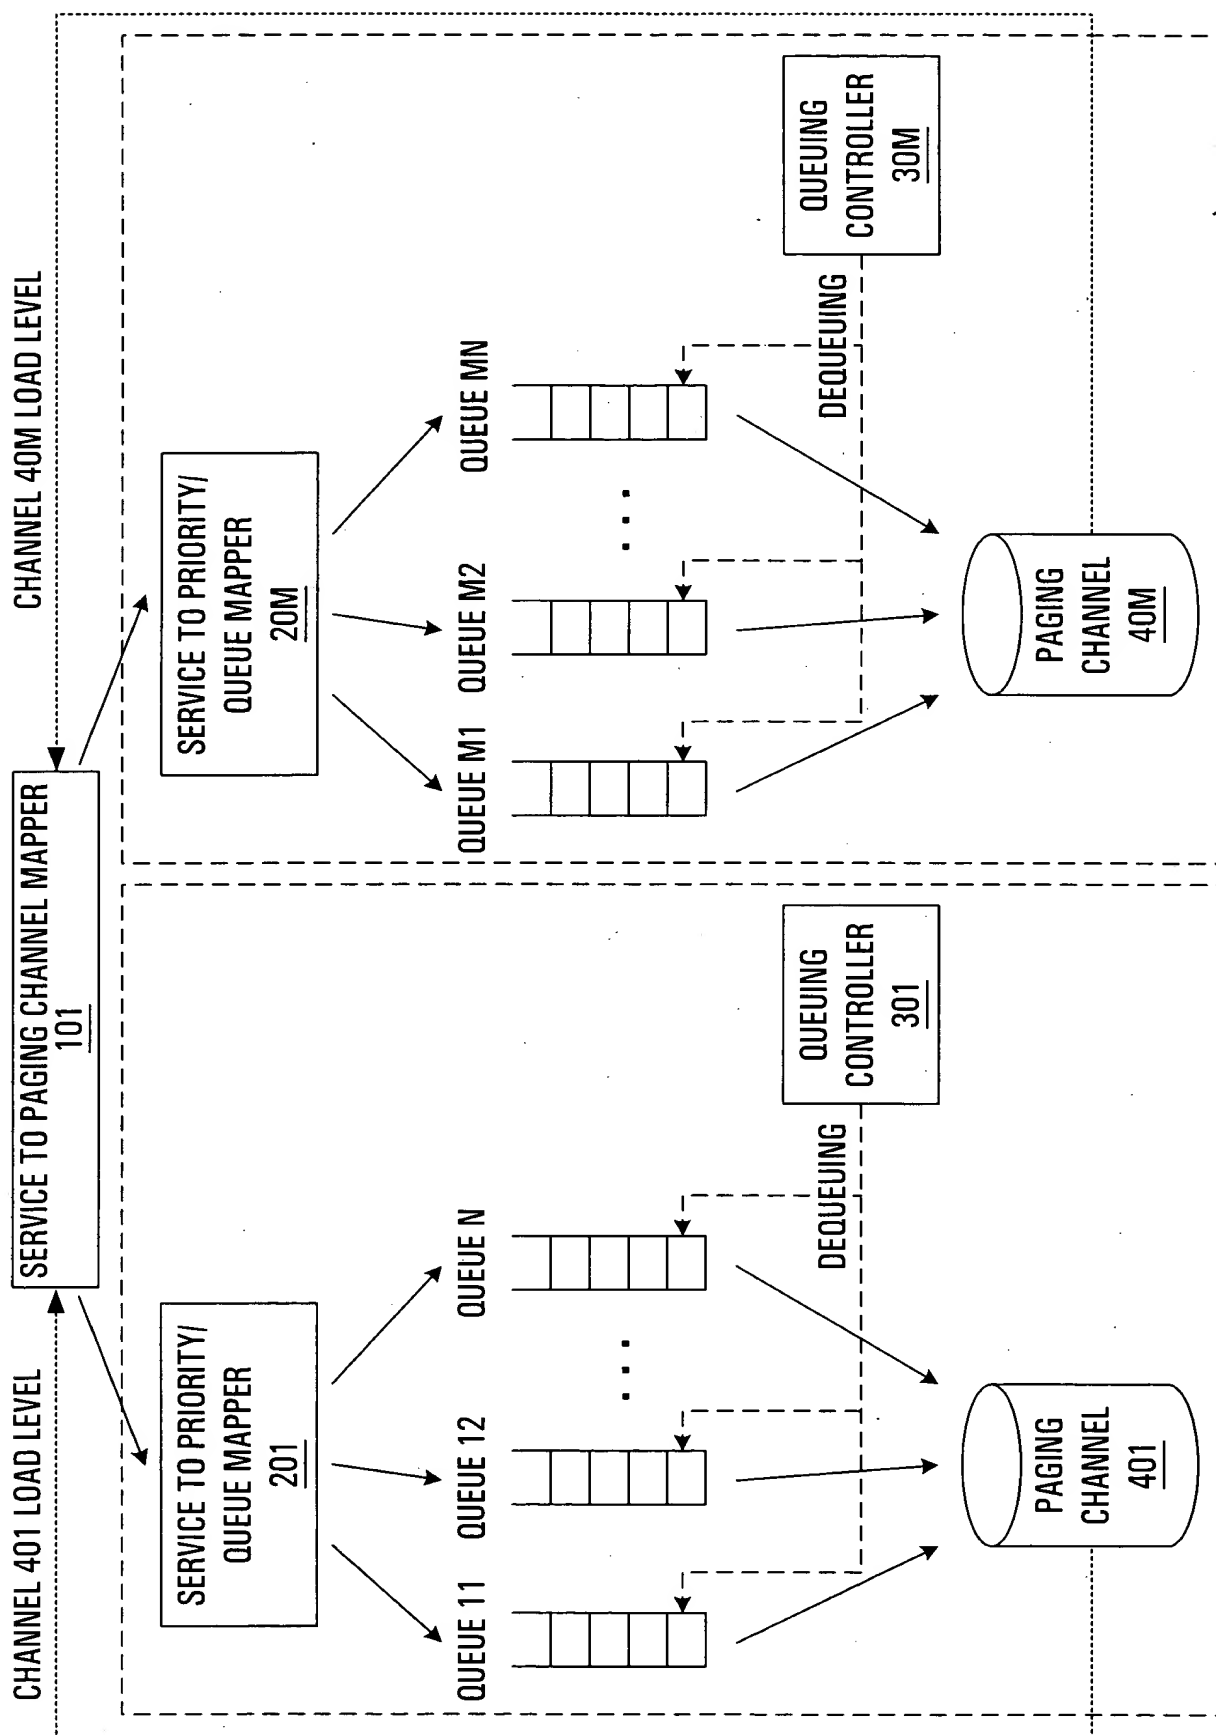 CHANNEL 401 LOAD LEVEL
SERVICE TO PAGING CHANNEL MAPPER
101
CHANNEL 40M LOAD LEVEL
SERVICE TO PRIORITY/
QUEUE MAPPER
201
QUEUE 11
QUEUE 12
QUEUE N
DEQUEUING
QUEUING
CONTROLLER
301
PAGING
CHANNEL
401
SERVICE TO PRIORITY/
QUEUE MAPPER
20M
QUEUE M1
QUEUE M2
QUEUE MN
DEQUEUING
QUEUING
CONTROLLER
30M
PAGING
CHANNEL
40M